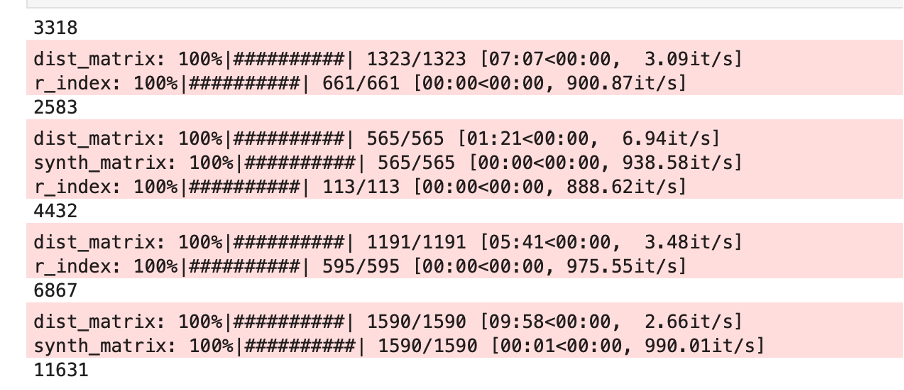 3318
dist_matrix: 100%|##########| 1323/1323 [07:07<00:00,  3.09it/s]
r_index: 100%|##########| 661/661 [00:00<00:00, 900.87it/s]
2583
dist_matrix: 100%|##########| 565/565 [01:21<00:00,  6.94it/s]
synth_matrix: 100%|##########| 565/565 [00:00<00:00, 938.58it/s]
r_index: 100%|##########| 113/113 [00:00<00:00, 888.62it/s]
4432
dist_matrix: 100%|##########| 1191/1191 [05:41<00:00,  3.48it/s]
r_index: 100%|##########| 595/595 [00:00<00:00, 975.55it/s]
6867
dist_matrix: 100%|##########| 1590/1590 [09:58<00:00,  2.66it/s]
synth_matrix: 100%|##########| 1590/1590 [00:01<00:00, 990.01it/s]
11631